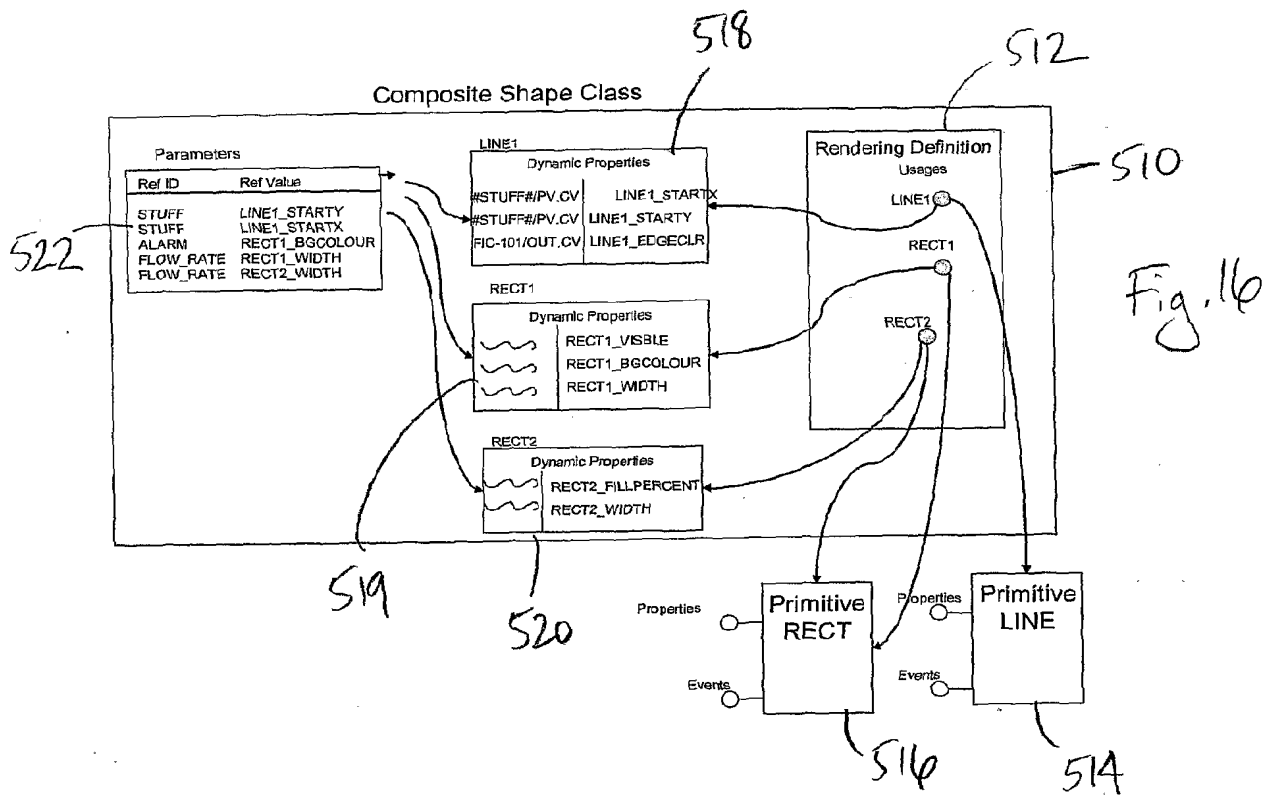 518
512
Composite Shape Class
510
Parameters
Ref ID Ref Value
STUFF LINE1_STARTY
STUFF LINE1_STARTX
ALARM RECT1_BGCOLOUR
FLOW_RATE RECT1_WIDTH
FLOW_RATE RECT2_WIDTH
522
LINE1
Dynamic Properties
#STUFF#/PV.CV LINE1_STARTX
#STUFF#/PV.CV LINE1_STARTY
FIC-101/OUT.CV LINE1_EDGECLR
RECT1
Dynamic Properties
RECT1_VISBLE
RECT1_BGCOLOUR
RECT1_WIDTH
RECT2
Dynamic Properties
RECT2_FILLPERCENT
RECT2_WIDTH
Rendering Definition
Usages
LINE1
RECT1
RECT2
Fig. 16
519
520
Properties
Events
Primitive
RECT
Properties
Events
Primitive
LINE
516
514